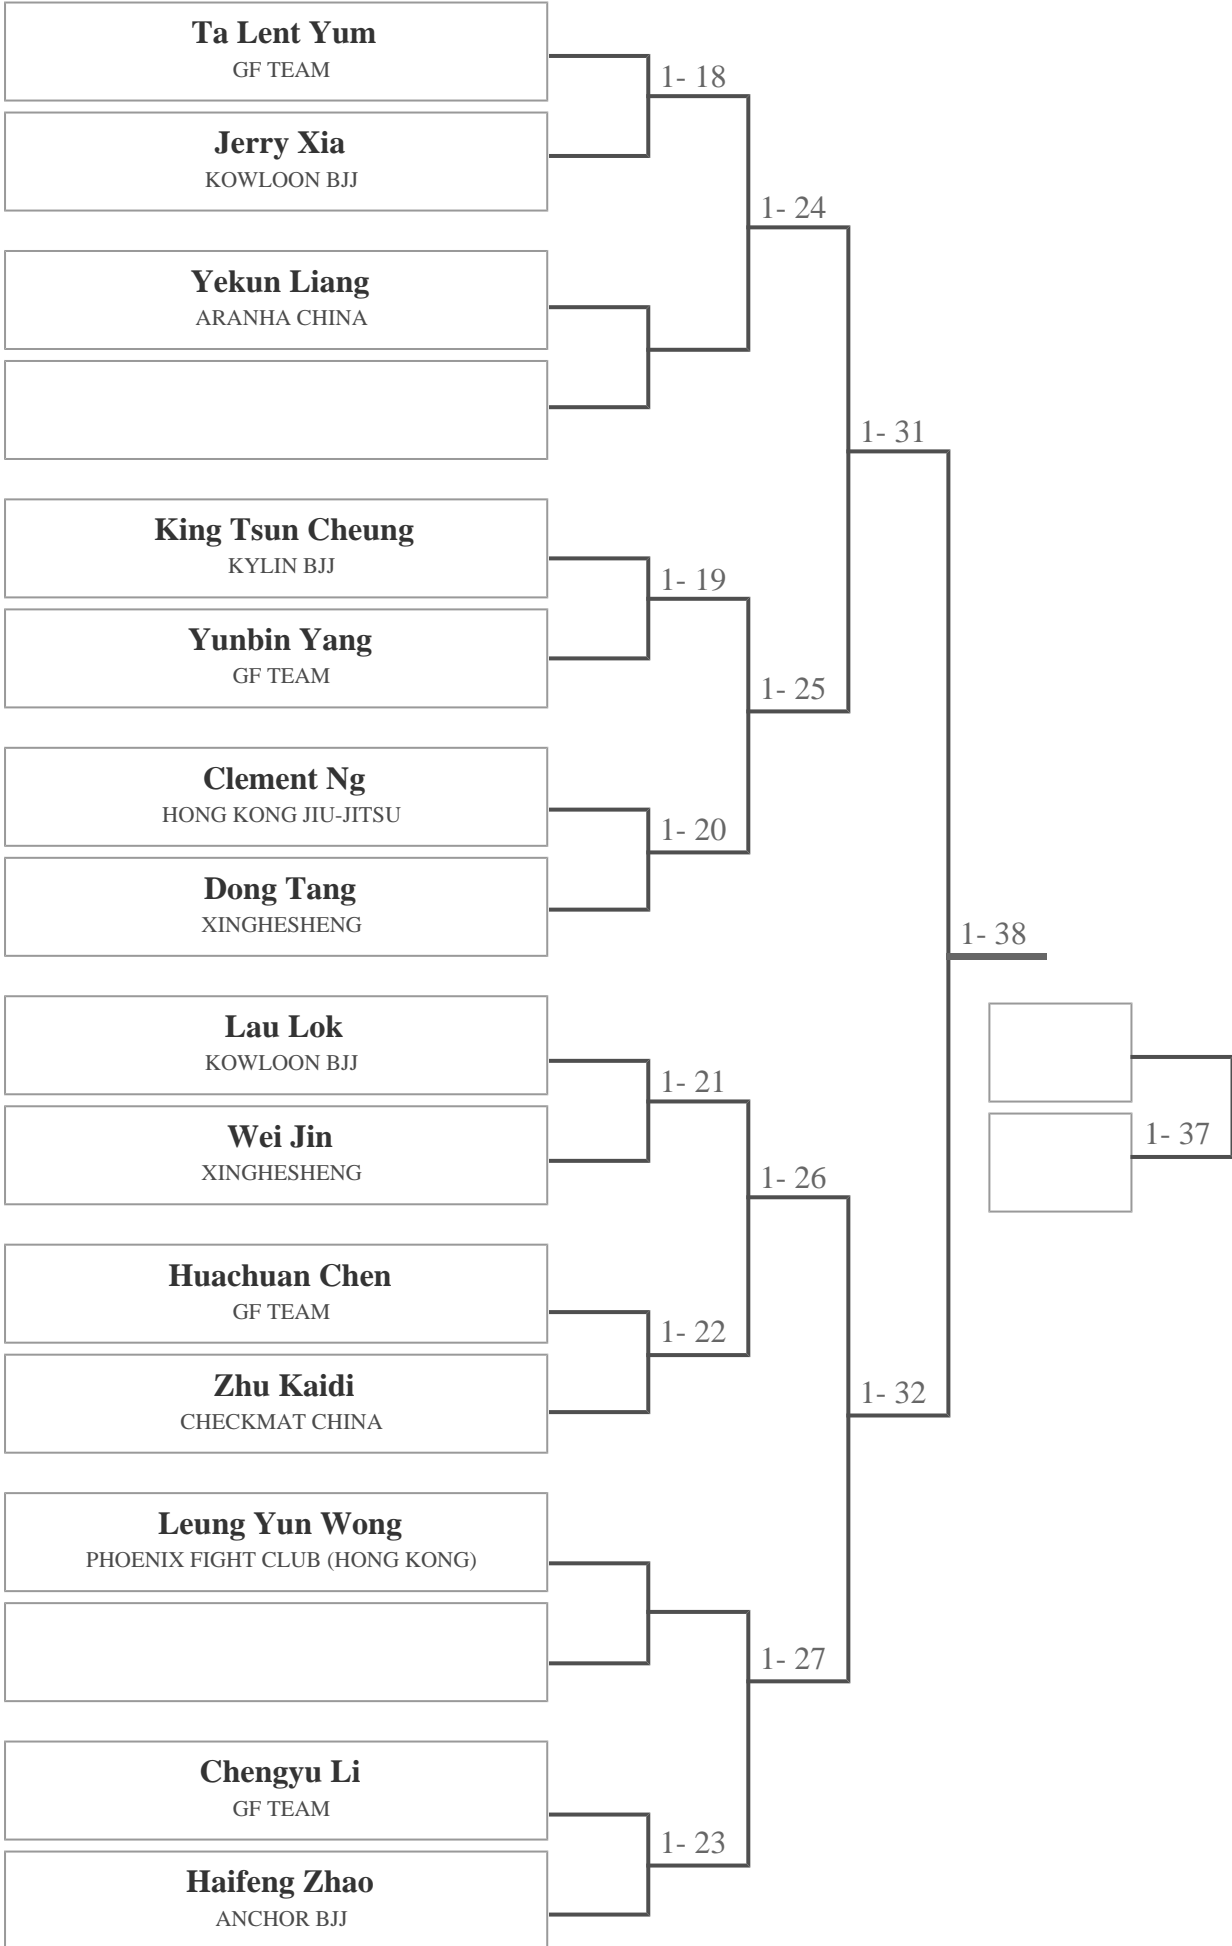 Ta Lent Yum
GF TEAM
1- 18
Jerry Xia
KOWLOON BJJ
1- 24
Yekun Liang
ARANHA CHINA
1- 31
King Tsun Cheung
KYLIN BJJ
1- 19
Yunbin Yang
GF TEAM
1- 25
Clement Ng
HONG KONG JIU-JITSU
1- 20
Dong Tang
XINGHESHENG
1- 38
Lau Lok
KOWLOON BJJ
1- 21
Wei Jin
XINGHESHENG
1- 37
1- 26
Huachuan Chen
GF TEAM
1- 22
Zhu Kaidi
CHECKMAT CHINA
1- 32
Leung Yun Wong
PHOENIX FIGHT CLUB (HONG KONG)
1- 27
Chengyu Li
GF TEAM
1- 23
Haifeng Zhao
ANCHOR BJJ